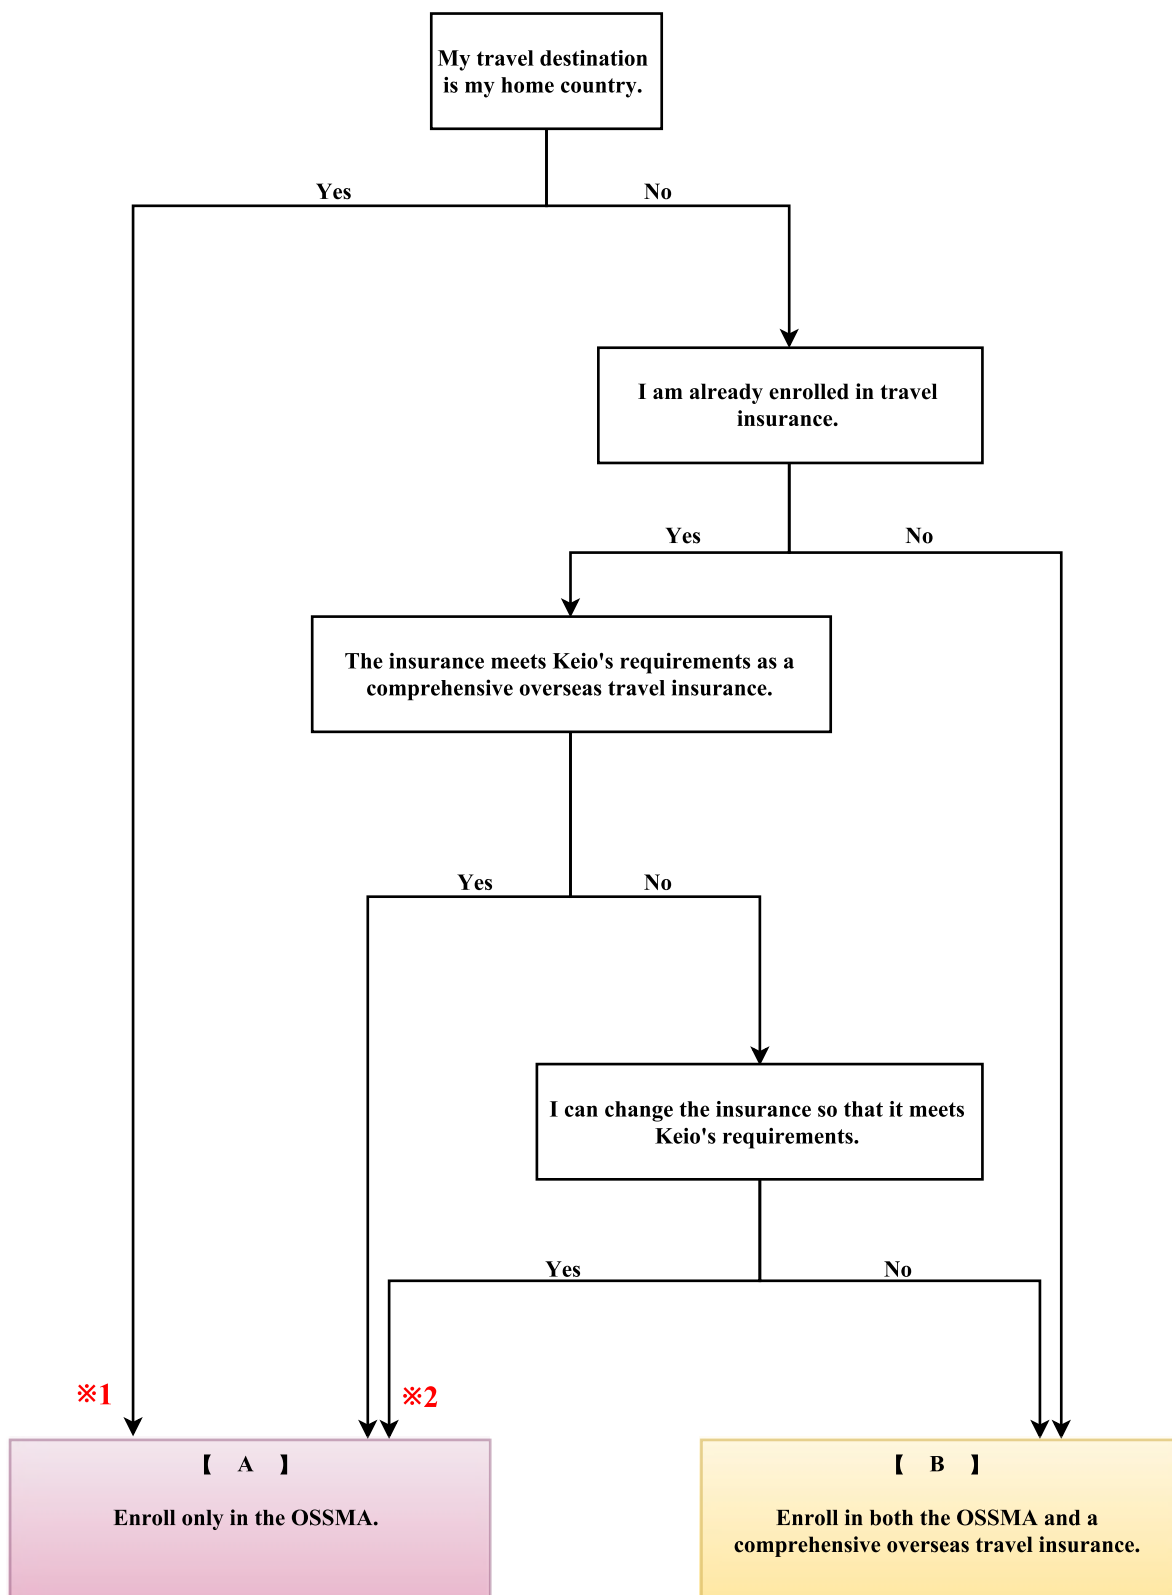 My travel destination
is my home country.
Yes
No
I am already enrolled in travel
insurance.
Yes
No
The insurance meets Keio's requirements as a
comprehensive overseas travel insurance.
Yes
No
I can change the insurance so that it meets
Keio's requirements.
Yes
No
※1
※2
【 A 】
Enroll only in the OSSMA.
【 B 】
Enroll in both the OSSMA and a
comprehensive overseas travel insurance.